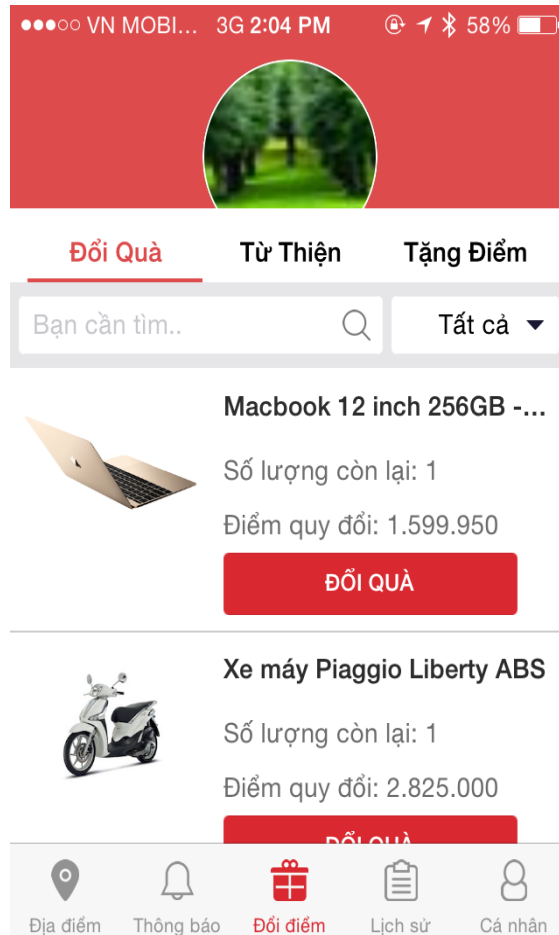 VN MOBI... 3G 2:04 PM 58%
Đổi Quà Từ Thiện Tặng Điểm
Bạn cần tìm.. Tất cả
Macbook 12 inch 256GB -...
Số lượng còn lại: 1
Điểm quy đổi: 1.599.950
ĐỔI QUÀ
Xe máy Piaggio Liberty ABS
Số lượng còn lại: 1
Điểm quy đổi: 2.825.000
ĐỔI QUÀ
Địa điểm Thông báo Đổi điểm Lịch sử Cá nhân